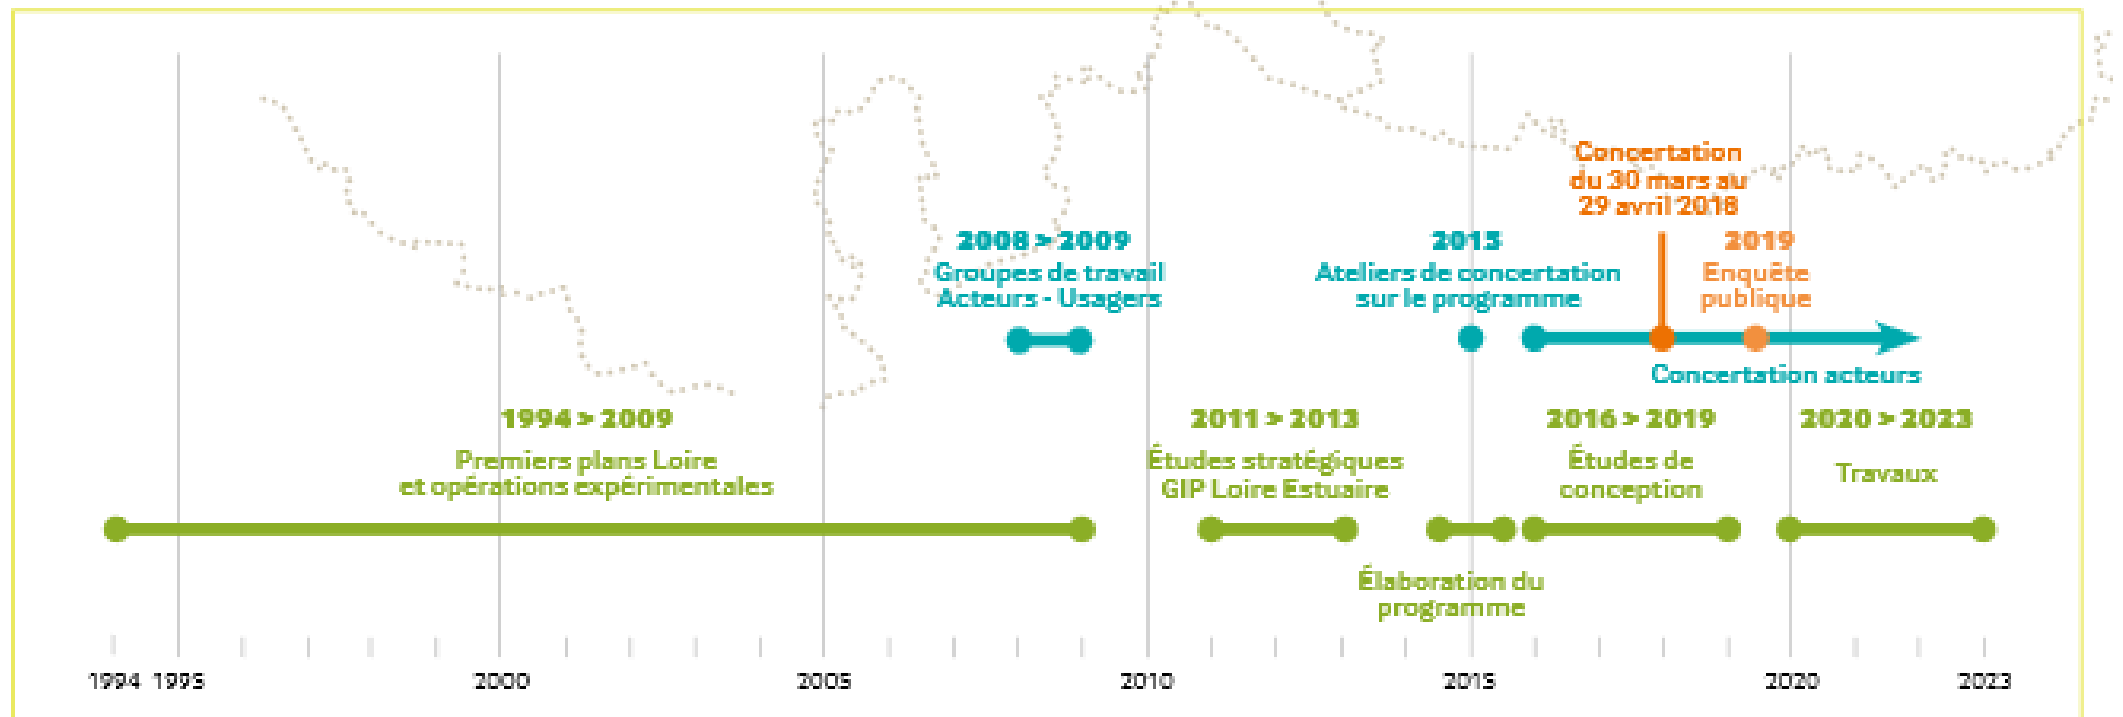 Concertation
du 30 mars au
29 avril 2018
2008 > 2009
Groupes de travail
Acteurs - Usagers
2015
Ateliers de concertation
sur le programme
2019
Enquête
publique
Concertation acteurs
1994 > 2009
Premiers plans Loire
et opérations expérimentales
2011 > 2013
Études stratégiques
GIP Loire Estuaire
2016 > 2019
Études de
conception
2020 > 2023
Travaux
Élaboration du
programme
1994 1995 2000 2005 2010 2015 2020 2023